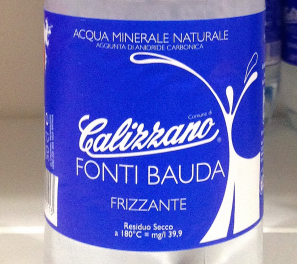 ACQUA MINERALE NATURALE
AGGIUNTA DI ANIDRIDE CARBONICA
Comune di
Calizzano®
FONTI BAUDA
FRIZZANTE
Residuo Secco
a 180°C = mg/l 39,9